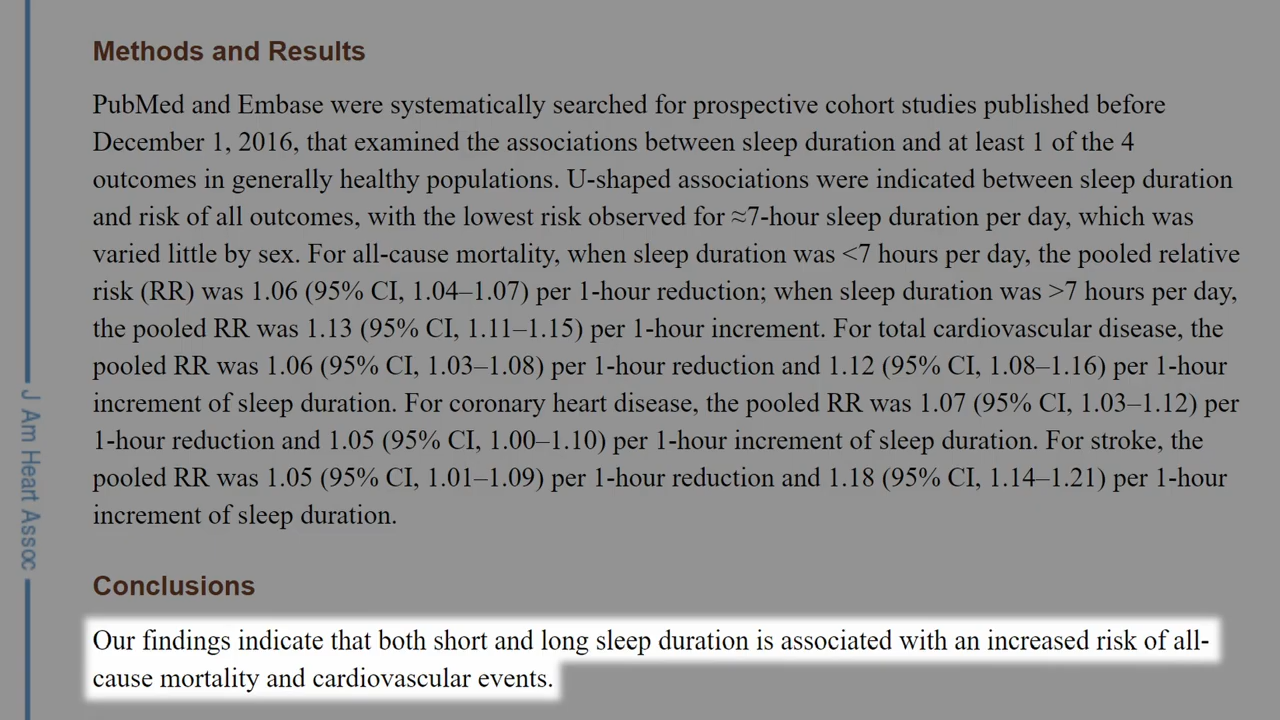 Methods and Results
PubMed and Embase were systematically searched for prospective cohort studies published before
December 1, 2016, that examined the associations between sleep duration and at least 1 of the 4
outcomes in generally healthy populations. U-shaped associations were indicated between sleep duration
and risk of all outcomes, with the lowest risk observed for ≈7-hour sleep duration per day, which was
varied little by sex. For all-cause mortality, when sleep duration was <7 hours per day, the pooled relative
risk (RR) was 1.06 (95% CI, 1.04–1.07) per 1-hour reduction; when sleep duration was >7 hours per day,
the pooled RR was 1.13 (95% CI, 1.11–1.15) per 1-hour increment. For total cardiovascular disease, the
pooled RR was 1.06 (95% CI, 1.03–1.08) per 1-hour reduction and 1.12 (95% CI, 1.08–1.16) per 1-hour
increment of sleep duration. For coronary heart disease, the pooled RR was 1.07 (95% CI, 1.03–1.12) per
1-hour reduction and 1.05 (95% CI, 1.00–1.10) per 1-hour increment of sleep duration. For stroke, the
pooled RR was 1.05 (95% CI, 1.01–1.09) per 1-hour reduction and 1.18 (95% CI, 1.14–1.21) per 1-hour
increment of sleep duration.
Conclusions
Our findings indicate that both short and long sleep duration is associated with an increased risk of all-
cause mortality and cardiovascular events.
J Am Heart Assoc